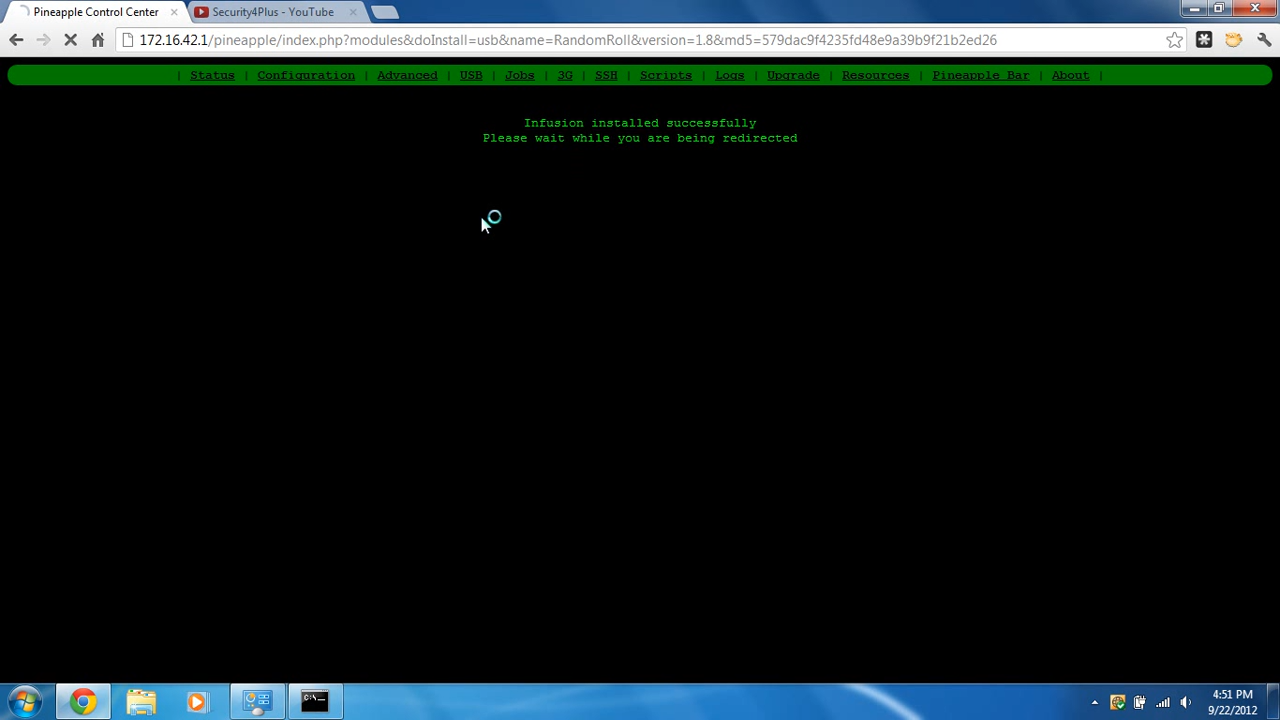 Pineapple Control Center
Security4Plus - YouTube
172.16.42.1/pineapple/index.php?modules&doInstall=usb&name=RandomRoll&version=1.8&md5=579dac9f4235fd48e9a39b9f21b2ed26
| Status | Configuration | Advanced | USB | Jobs | 3G | SSH | Scripts | Logs | Upgrade | Resources | Pineapple Bar | About |
Infusion installed successfully
Please wait while you are being redirected
C:\._
4:51 PM
9/22/2012